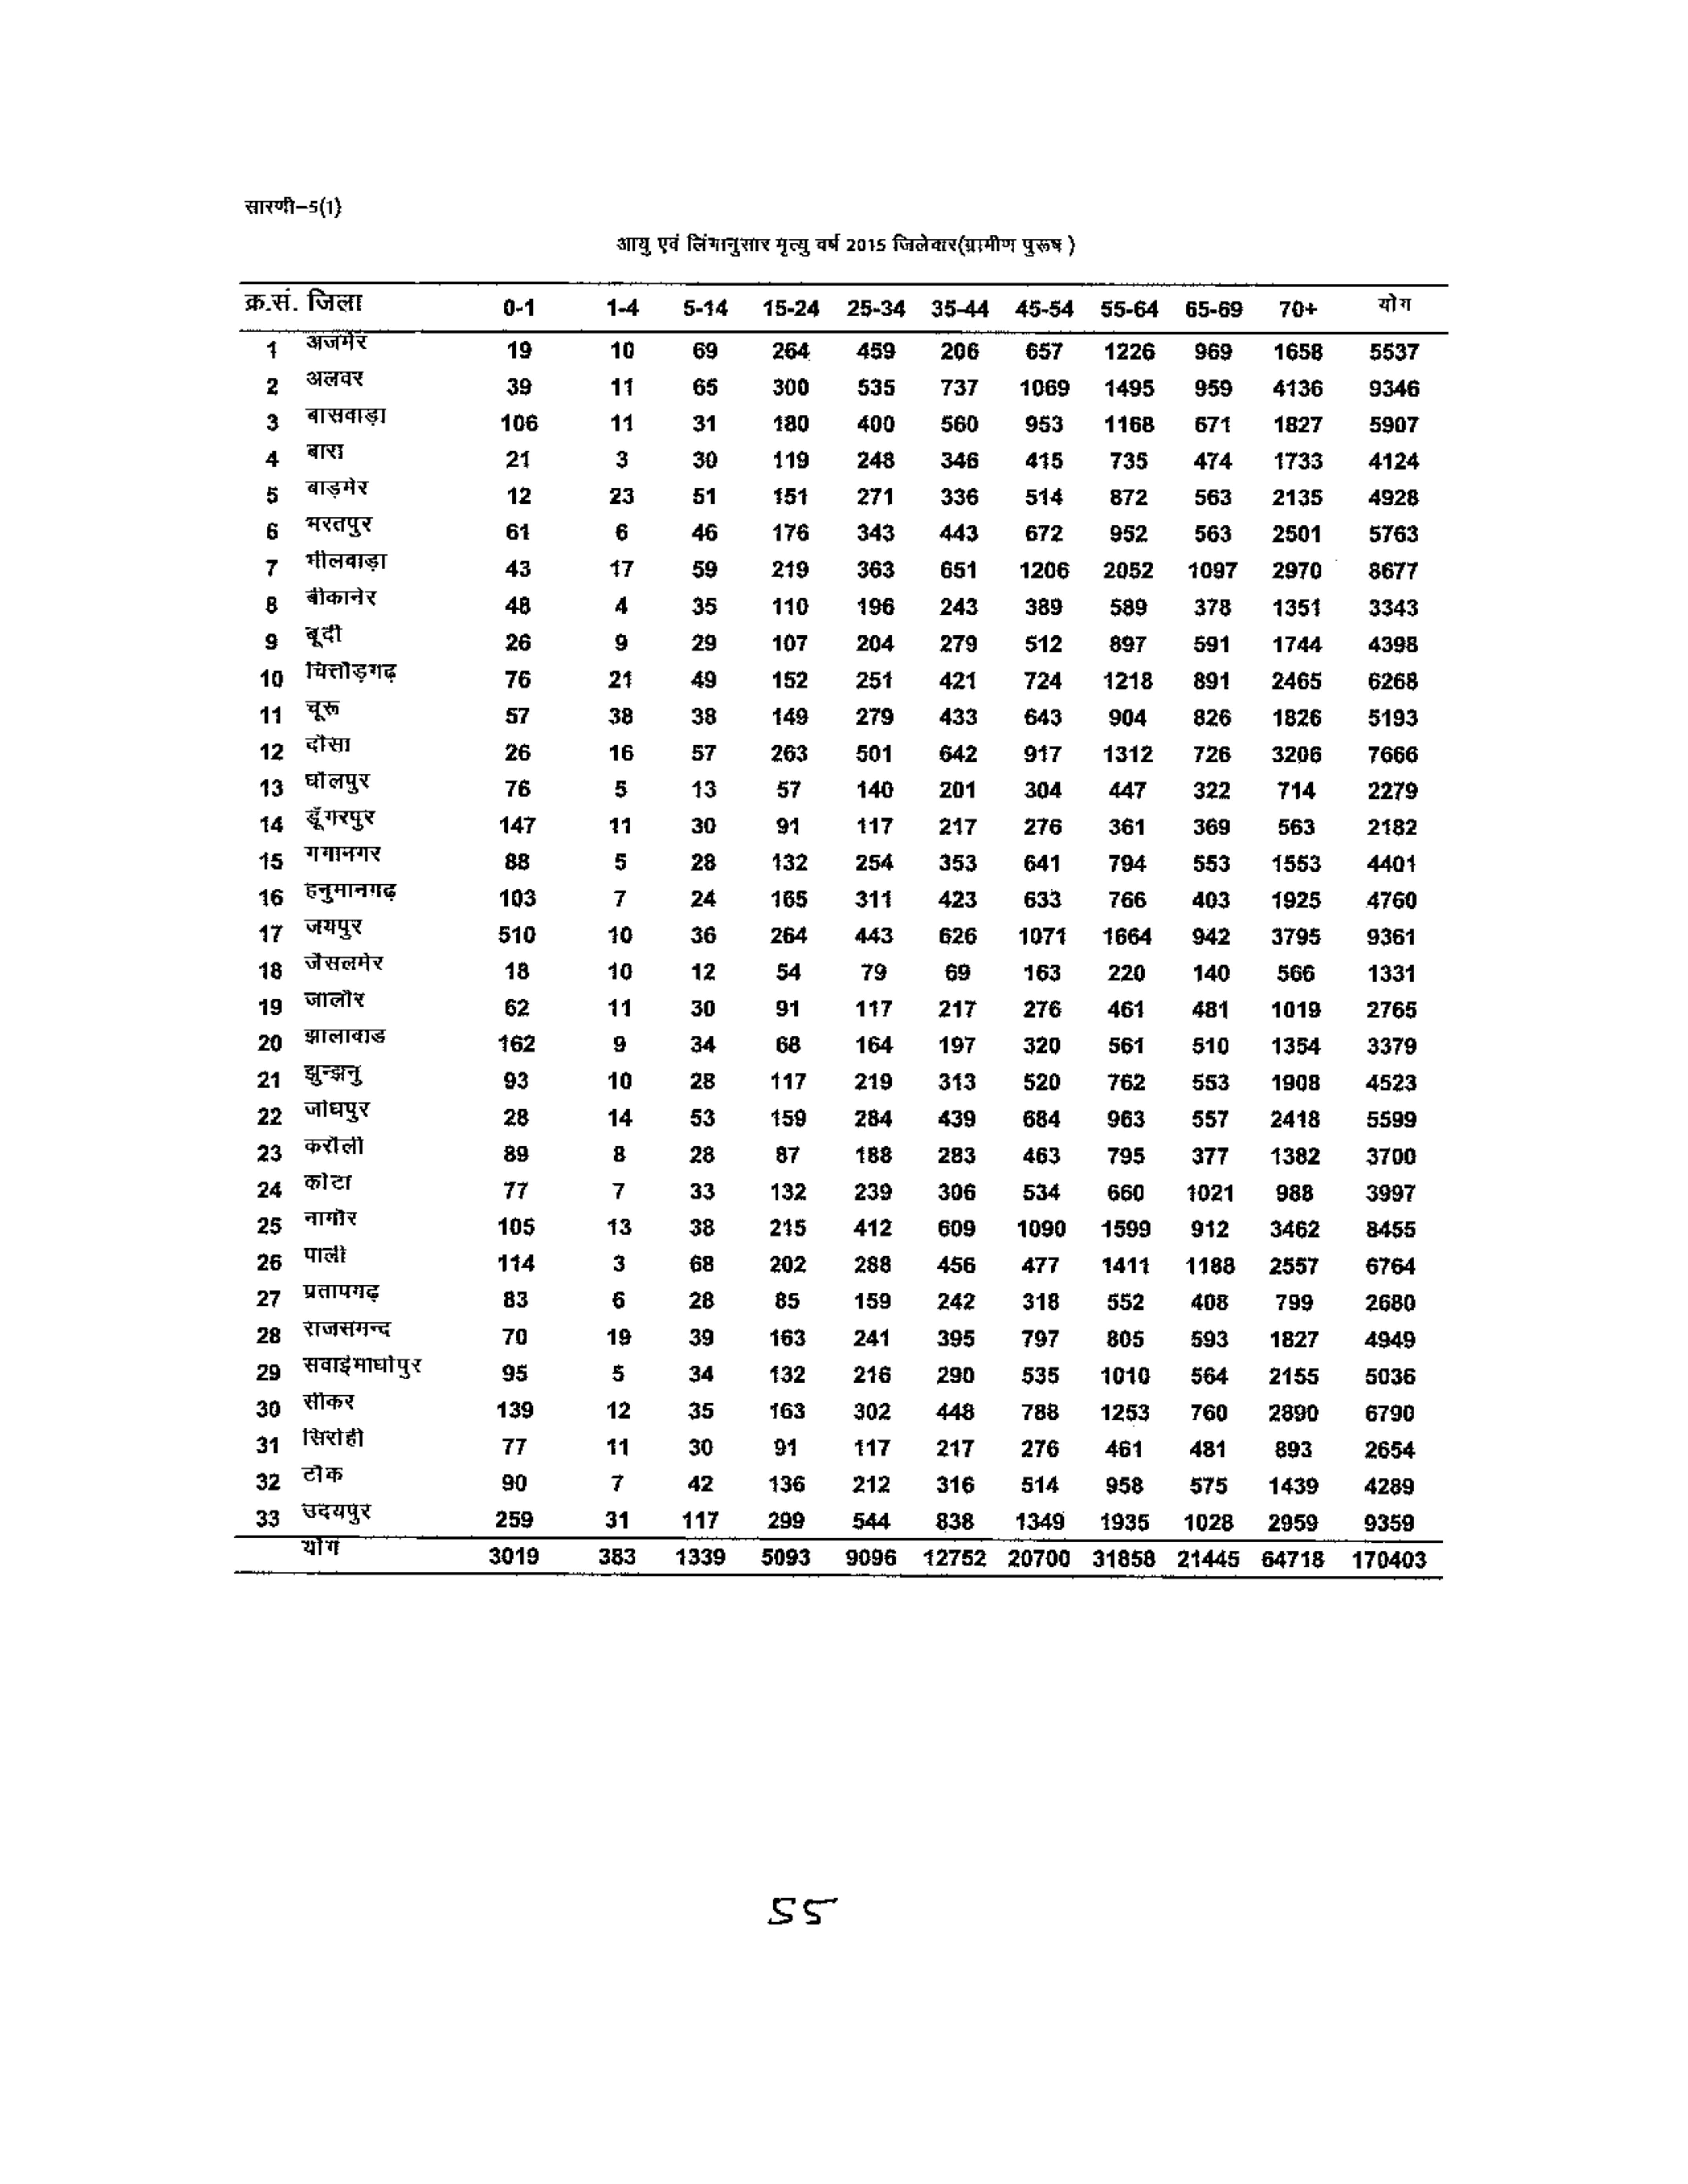 सारणी–5(1)
आयु एवं लिंगानुसार मृत्यु वर्ष 2015 जिलेवार(ग्रामीण पुरूष )
क्र.सं. जिला 0-1 1-4 5-14 15-24 25-34 35-44 45-54 55-64 65-69 70+ योग
1 अजमेर 19 10 69 264 459 206 657 1226 969 1658 5537
2 अलवर 39 11 65 300 535 737 1069 1495 959 4136 9346
3 बासवाड़ा 106 11 31 180 400 560 953 1168 671 1827 5907
4 बारा 21 3 30 119 248 346 415 735 474 1733 4124
5 बाड़मेर 12 23 51 151 271 336 514 872 563 2135 4928
6 भरतपुर 61 6 46 176 343 443 672 952 563 2501 5763
7 भीलवाड़ा 43 17 59 219 363 651 1206 2052 1097 2970 8677
8 बीकानेर 48 4 35 110 196 243 389 589 378 1351 3343
9 बूदी 26 9 29 107 204 279 512 897 591 1744 4398
10 चित्तौड़गढ़ 76 21 49 152 251 421 724 1218 891 2465 6268
11 चूरू 57 38 38 149 279 433 643 904 826 1826 5193
12 दौसा 26 16 57 263 501 642 917 1312 726 3206 7666
13 धौलपुर 76 5 13 57 140 201 304 447 322 714 2279
14 डूँगरपुर 147 11 30 91 117 217 276 361 369 563 2182
15 गगानगर 88 5 28 132 254 353 641 794 553 1553 4401
16 हनुमानगढ़ 103 7 24 165 311 423 633 766 403 1925 4760
17 जयपुर 510 10 36 264 443 626 1071 1664 942 3795 9361
18 जैसलमेर 18 10 12 54 79 69 163 220 140 566 1331
19 जालौर 62 11 30 91 117 217 276 461 481 1019 2765
20 झालावाड 162 9 34 68 164 197 320 561 510 1354 3379
21 झुन्झनु 93 10 28 117 219 313 520 762 553 1908 4523
22 जोधपुर 28 14 53 159 284 439 684 963 557 2418 5599
23 करौली 89 8 28 87 188 283 463 795 377 1382 3700
24 कोटा 77 7 33 132 239 306 534 660 1021 988 3997
25 नागौर 105 13 38 215 412 609 1090 1599 912 3462 8455
26 पाली 114 3 68 202 288 456 477 1411 1188 2557 6764
27 प्रतापगढ़ 83 6 28 85 159 242 318 552 408 799 2680
28 राजसमन्द 70 19 39 163 241 395 797 805 593 1827 4949
29 सवाईमाधोपुर 95 5 34 132 216 290 535 1010 564 2155 5036
30 सीकर 139 12 35 163 302 448 788 1253 760 2890 6790
31 सिरोही 77 11 30 91 117 217 276 461 481 893 2654
32 टोंक 90 7 42 136 212 316 514 958 575 1439 4289
33 उदयपुर 259 31 117 299 544 838 1349 1935 1028 2959 9359
योग 3019 383 1339 5093 9096 12752 20700 31858 21445 64718 170403
55